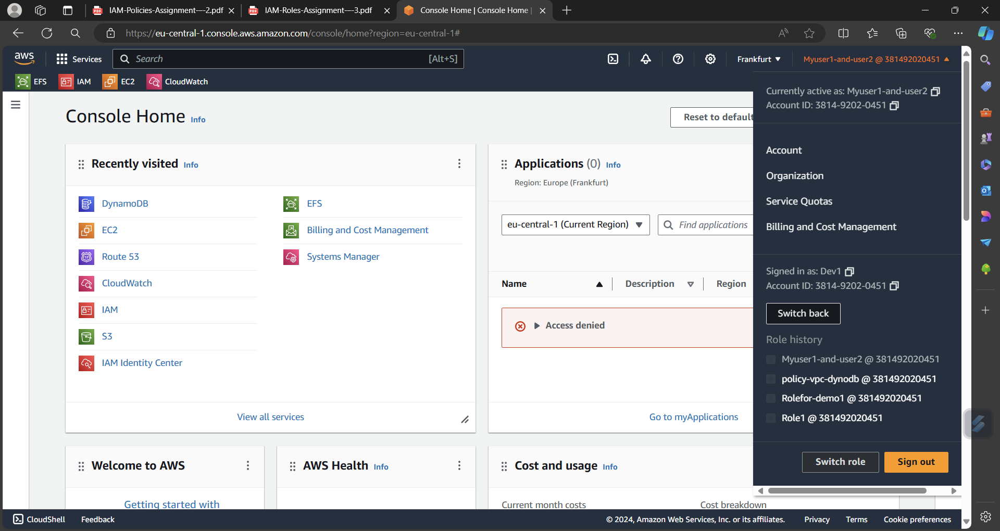 IAM-Policies-Assignment---2.pdf
IAM-Roles-Assignment---3.pdf
Console Home | Console Home |
https://eu-central-1.console.aws.amazon.com/console/home?region=eu-central-1#
aws
Services
Search
[Alt+S]
Frankfurt
Myuser1-and-user2 @ 381492020451
EFS
IAM
EC2
CloudWatch
Console Home Info
Reset to default
Recently visited Info
DynamoDB
EC2
Route 53
CloudWatch
IAM
S3
IAM Identity Center
EFS
Billing and Cost Management
Systems Manager
View all services
Applications (0) Info
Region: Europe (Frankfurt)
eu-central-1 (Current Region)
Find applications
Name
Description
Region
Access denied
Go to myApplications
Currently active as: Myuser1-and-user2
Account ID: 3814-9202-0451
Account
Organization
Service Quotas
Billing and Cost Management
Signed in as: Dev1
Account ID: 3814-9202-0451
Switch back
Role history
Myuser1-and-user2 @ 381492020451
policy-vpc-dynodb @ 381492020451
Rolefor-demo1 @ 381492020451
Role1 @ 381492020451
Switch role
Sign out
Welcome to AWS
Getting started with
AWS Health Info
Cost and usage Info
Current month costs
Cost breakdown
CloudShell
Feedback
© 2024, Amazon Web Services, Inc. or its affiliates.
Privacy
Terms
Cookie preferences